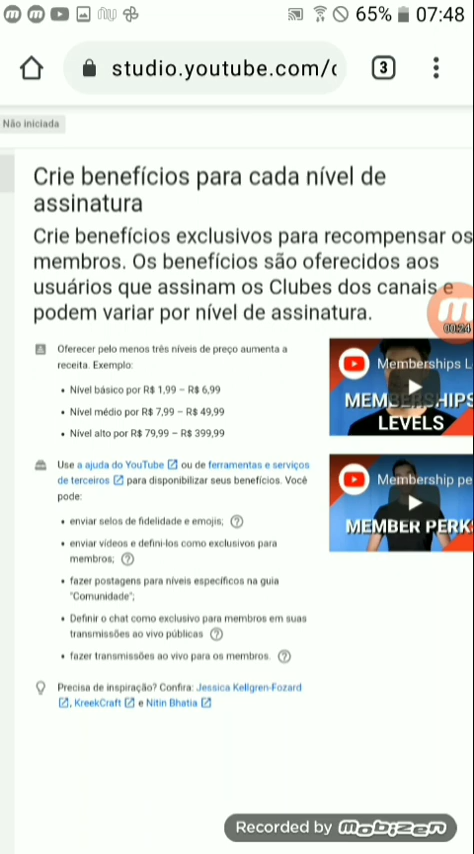 65% 07:48
studio.youtube.com/c
3
Não iniciada
Crie benefícios para cada nível de
assinatura
Crie benefícios exclusivos para recompensar os
membros. Os benefícios são oferecidos aos
usuários que assinam os Clubes dos canais e
podem variar por nível de assinatura.
00:24
Oferecer pelo menos três níveis de preço aumenta a
receita. Exemplo:
• Nível básico por R$ 1,99 – R$ 6,99
• Nível médio por R$ 7,99 – R$ 49,99
• Nível alto por R$ 79,99 – R$ 399,99
Memberships L
MEMBERSHIPS
LEVELS
Use a ajuda do YouTube ou de ferramentas e serviços
de terceiros para disponibilizar seus benefícios. Você
pode:
• enviar selos de fidelidade e emojis;
• enviar vídeos e defini-los como exclusivos para
membros;
• fazer postagens para níveis específicos na guia
"Comunidade";
• Definir o chat como exclusivo para membros em suas
transmissões ao vivo públicas
• fazer transmissões ao vivo para os membros.
Membership pe
MEMBER PERK
Precisa de inspiração? Confira: Jessica Kellgren-Fozard
, KreekCraft e Nitin Bhatia
Recorded by Mobizen